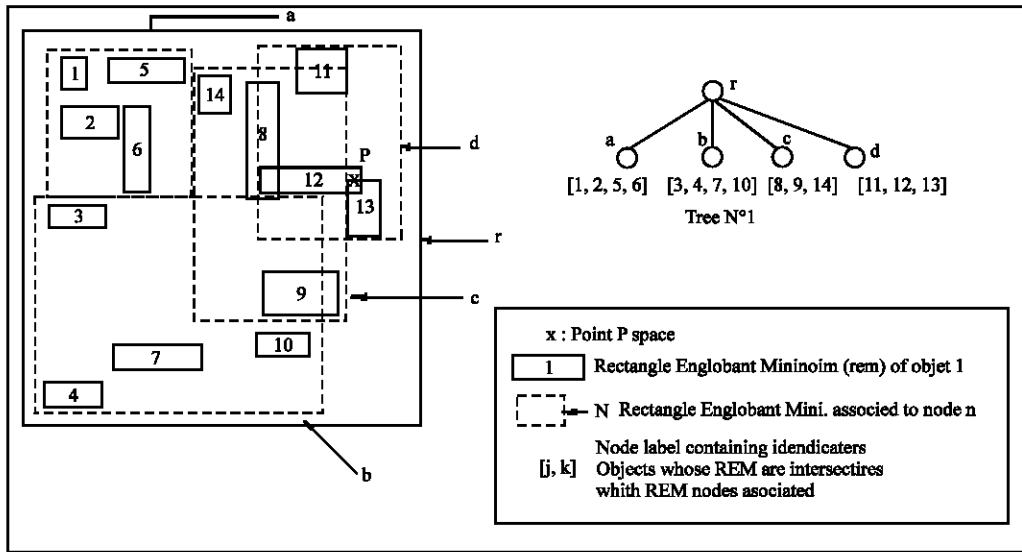 a
1
5
11
14
2
8
6
d
P
12
X
13
3
r
9
c
10
7
4
b
r
a
b
c
d
[1, 2, 5, 6] [3, 4, 7, 10] [8, 9, 14] [11, 12, 13]
Tree N°1
x : Point P space
1 Rectangle Englobant Mininoim (rem) of objet 1
N Rectangle Englobant Mini. associed to node n
Node label containing idendicaters
[j, k] Objects whose REM are intersectires
whith REM nodes asociated